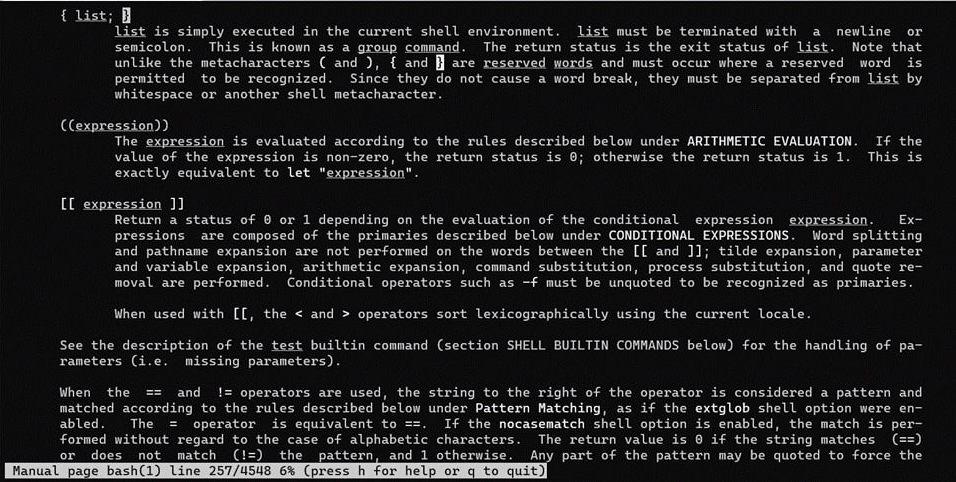 { list; }
list is simply executed in the current shell environment.  list must be terminated with  a  newline  or
semicolon.  This is known as a group command.  The return status is the exit status of list.  Note that
unlike the metacharacters ( and ), { and } are reserved words and must occur where a reserved  word  is
permitted  to be recognized.  Since they do not cause a word break, they must be separated from list by
whitespace or another shell metacharacter.
((expression))
The expression is evaluated according to the rules described below under ARITHMETIC EVALUATION.  If the
value of the expression is non-zero, the return status is 0; otherwise the return status is 1.  This is
exactly equivalent to let "expression".
[[ expression ]]
Return a status of 0 or 1 depending on the evaluation of the conditional  expression  expression.   Ex-
pressions  are composed of the primaries described below under CONDITIONAL EXPRESSIONS.  Word splitting
and pathname expansion are not performed on the words between the [[ and ]]; tilde expansion, parameter
and variable expansion, arithmetic expansion, command substitution, process substitution, and quote re-
moval are performed.  Conditional operators such as -f must be unquoted to be recognized as primaries.
When used with [[, the < and > operators sort lexicographically using the current locale.
See the description of the test builtin command (section SHELL BUILTIN COMMANDS below) for the handling of pa-
rameters (i.e.  missing parameters).
When  the  ==  and  != operators are used, the string to the right of the operator is considered a pattern and
matched according to the rules described below under Pattern Matching, as if the extglob shell option were en-
abled.   The  =  operator  is equivalent to ==.  If the nocasematch shell option is enabled, the match is per-
formed without regard to the case of alphabetic characters.  The return value is 0 if the string matches  (==)
or  does  not  match  (!=)  the  pattern, and 1 otherwise.  Any part of the pattern may be quoted to force the
Manual page bash(1) line 257/4548 6% (press h for help or q to quit)